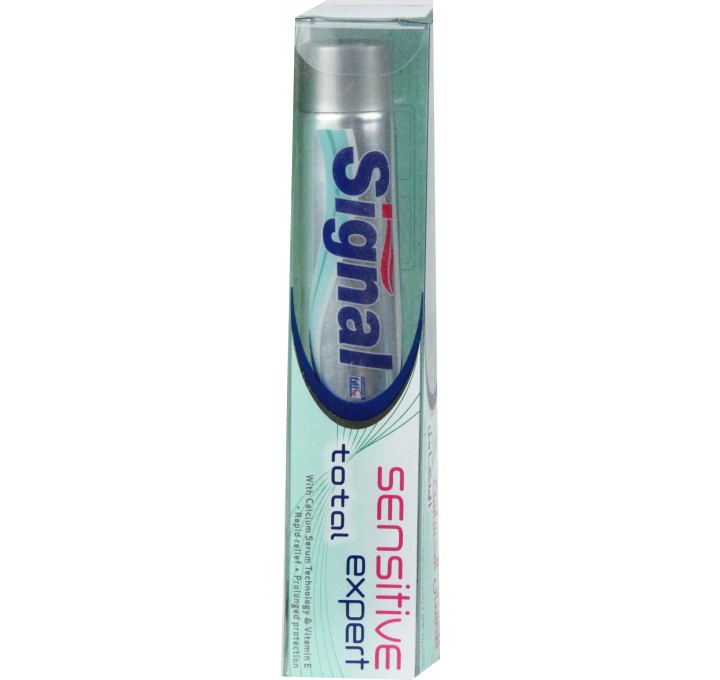 Signal
SENSITIVE
total expert
With Calcium Serum Technology & Vitamin E
• Rapid relief • Prolonged protection